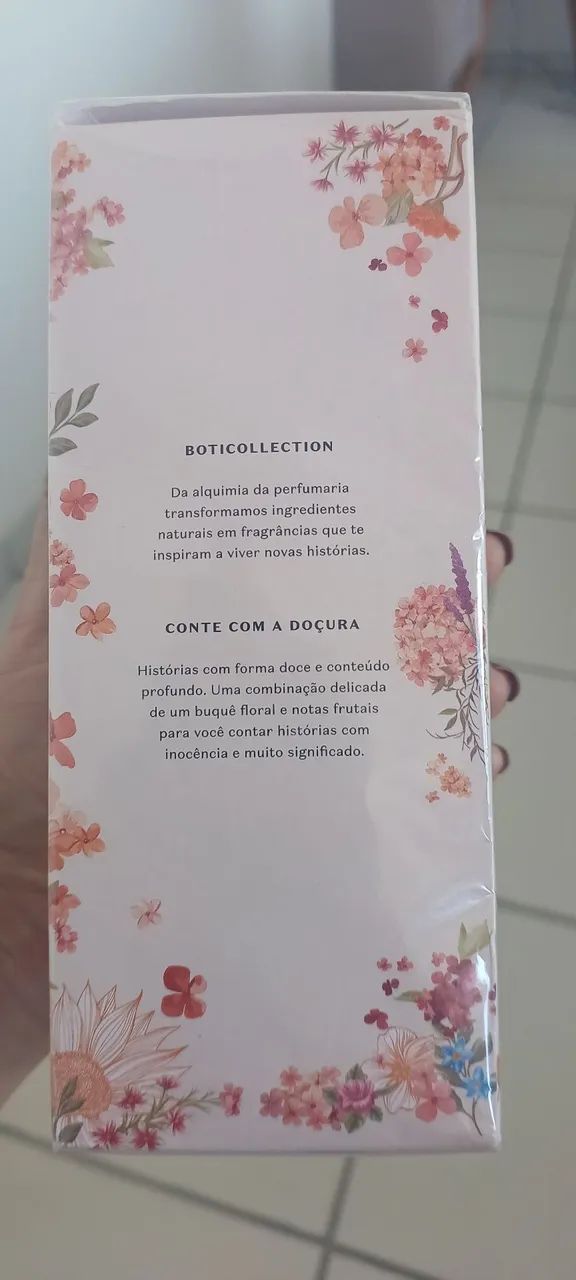 BOTICOLLECTION
Da alquimia da perfumaria
transformamos ingredientes
naturais em fragrâncias que te
inspiram a viver novas histórias.
CONTE COM A DOÇURA
Histórias com forma doce e conteúdo
profundo. Uma combinação delicada
de um buquê floral e notas frutais
para você contar histórias com
inocência e muito significado.